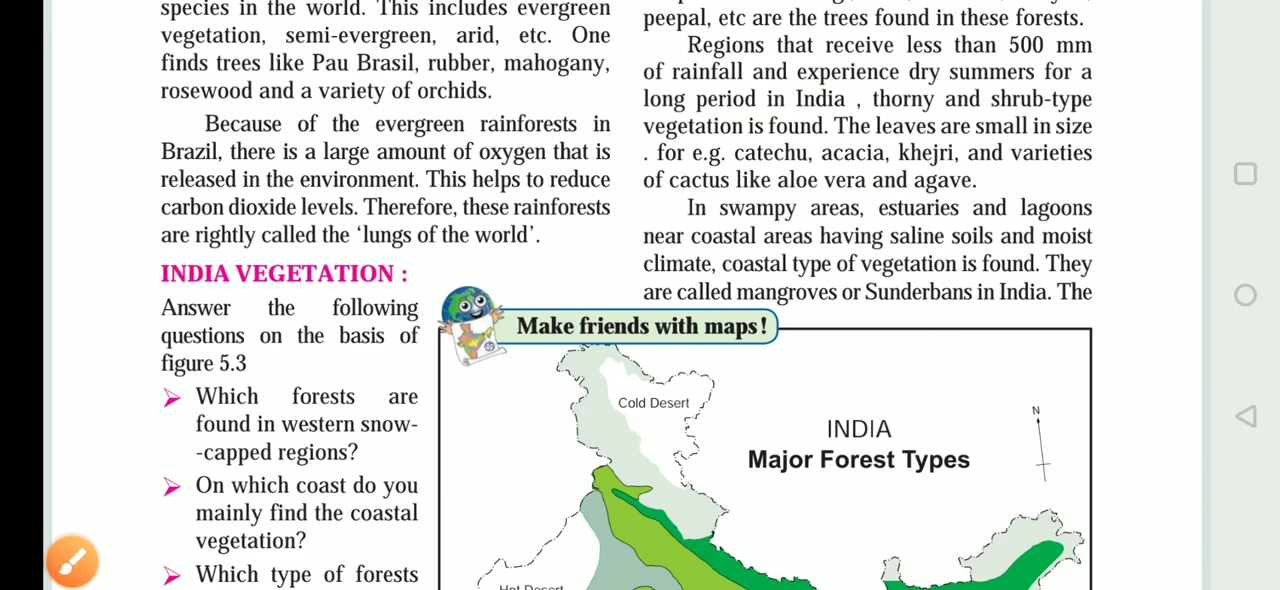 species in the world. This includes evergreen
vegetation, semi-evergreen, arid, etc. One
finds trees like Pau Brasil, rubber, mahogany,
rosewood and a variety of orchids.
Because of the evergreen rainforests in
Brazil, there is a large amount of oxygen that is
released in the environment. This helps to reduce
carbon dioxide levels. Therefore, these rainforests
are rightly called the ‘lungs of the world’.
INDIA VEGETATION :
Answer the following
questions on the basis of
figure 5.3
➢ Which forests are
found in western snow-
-capped regions?
➢ On which coast do you
mainly find the coastal
vegetation?
➢ Which type of forests
peepal, etc are the trees found in these forests.
Regions that receive less than 500 mm
of rainfall and experience dry summers for a
long period in India , thorny and shrub-type
vegetation is found. The leaves are small in size
. for e.g. catechu, acacia, khejri, and varieties
of cactus like aloe vera and agave.
In swampy areas, estuaries and lagoons
near coastal areas having saline soils and moist
climate, coastal type of vegetation is found. They
are called mangroves or Sunderbans in India. The
Make friends with maps!
Cold Desert
INDIA
Major Forest Types
N
Hot Desert